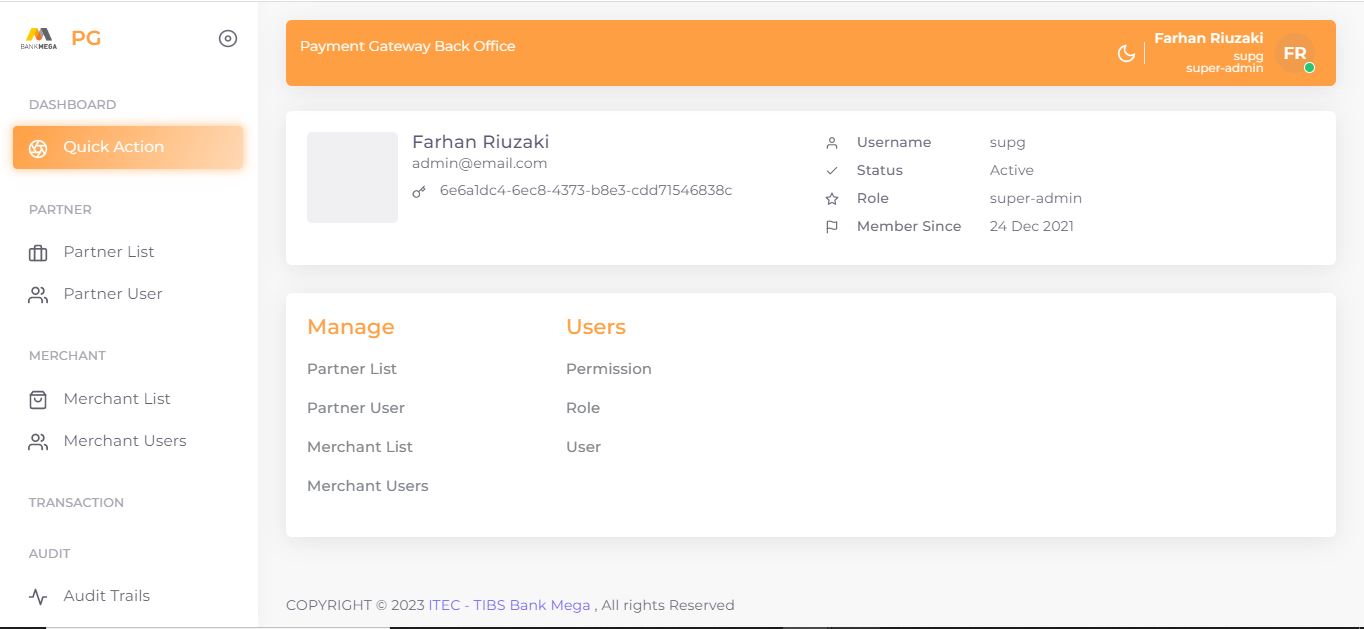 BANKMEGA PG
DASHBOARD
Quick Action
PARTNER
Partner List
Partner User
MERCHANT
Merchant List
Merchant Users
TRANSACTION
AUDIT
Audit Trails
Payment Gateway Back Office
Farhan Riuzaki
supg
super-admin
FR
Farhan Riuzaki
admin@email.com
6e6a1dc4-6ec8-4373-b8e3-cdd71546838c
Username supg
Status Active
Role super-admin
Member Since 24 Dec 2021
Manage
Partner List
Partner User
Merchant List
Merchant Users
Users
Permission
Role
User
COPYRIGHT © 2023 ITEC - TIBS Bank Mega , All rights Reserved